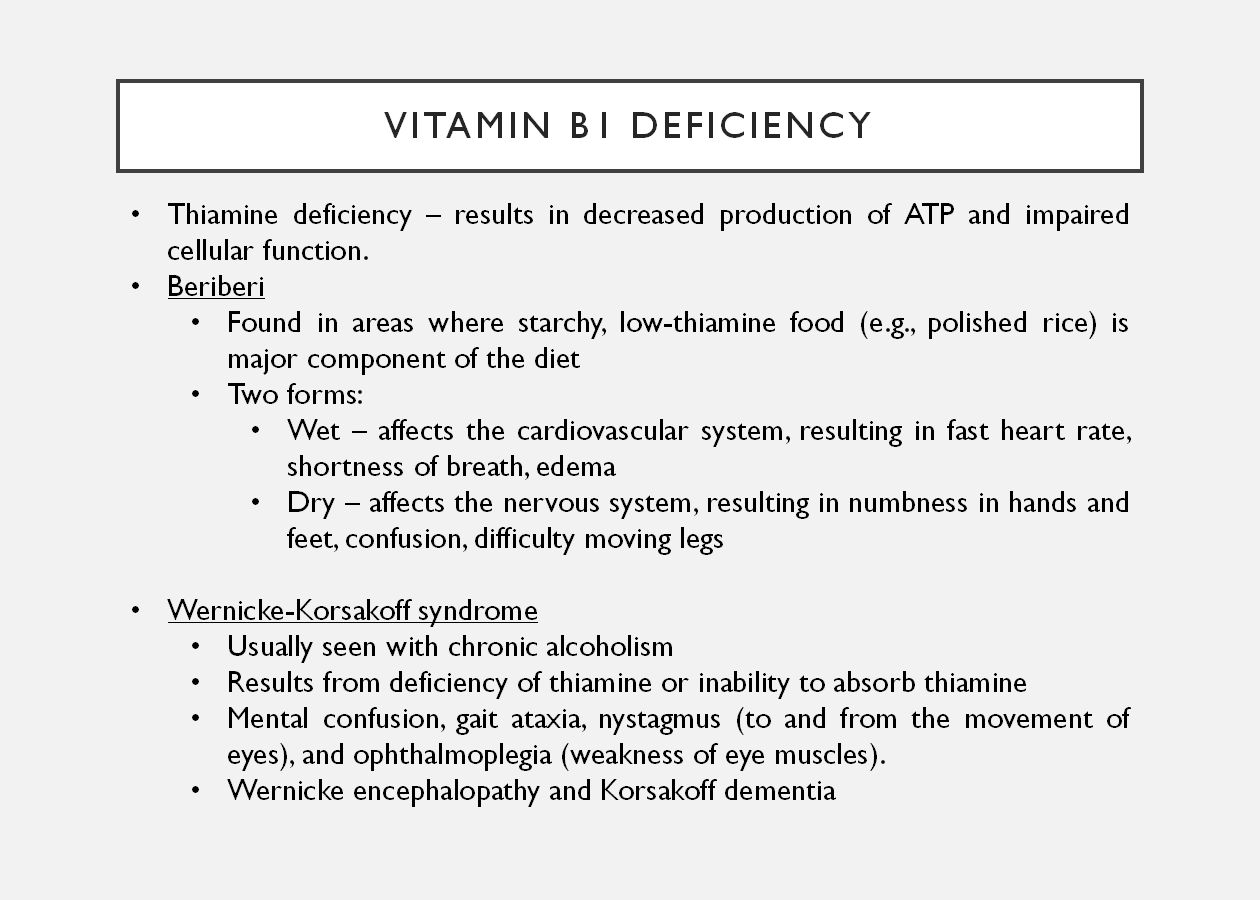 VITAMIN B1 DEFICIENCY
• Thiamine deficiency – results in decreased production of ATP and impaired
cellular function.
• Beriberi
• Found in areas where starchy, low-thiamine food (e.g., polished rice) is
major component of the diet
• Two forms:
• Wet – affects the cardiovascular system, resulting in fast heart rate,
shortness of breath, edema
• Dry – affects the nervous system, resulting in numbness in hands and
feet, confusion, difficulty moving legs
• Wernicke-Korsakoff syndrome
• Usually seen with chronic alcoholism
• Results from deficiency of thiamine or inability to absorb thiamine
• Mental confusion, gait ataxia, nystagmus (to and from the movement of
eyes), and ophthalmoplegia (weakness of eye muscles).
• Wernicke encephalopathy and Korsakoff dementia